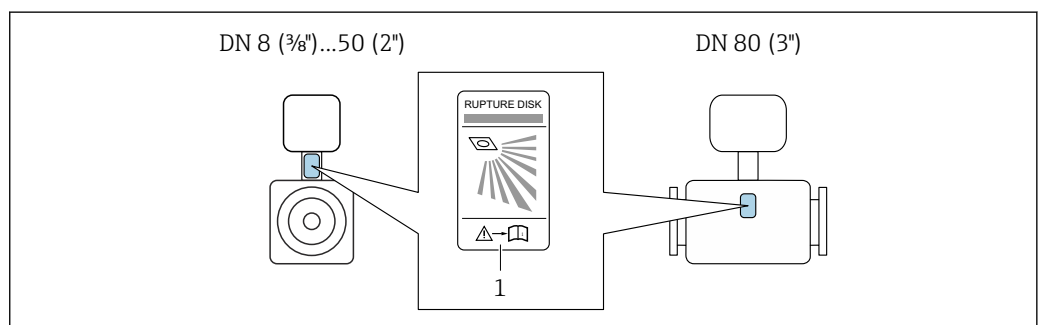 DN 8 (⅜")...50 (2")
DN 80 (3")
RUPTURE DISK
i
1